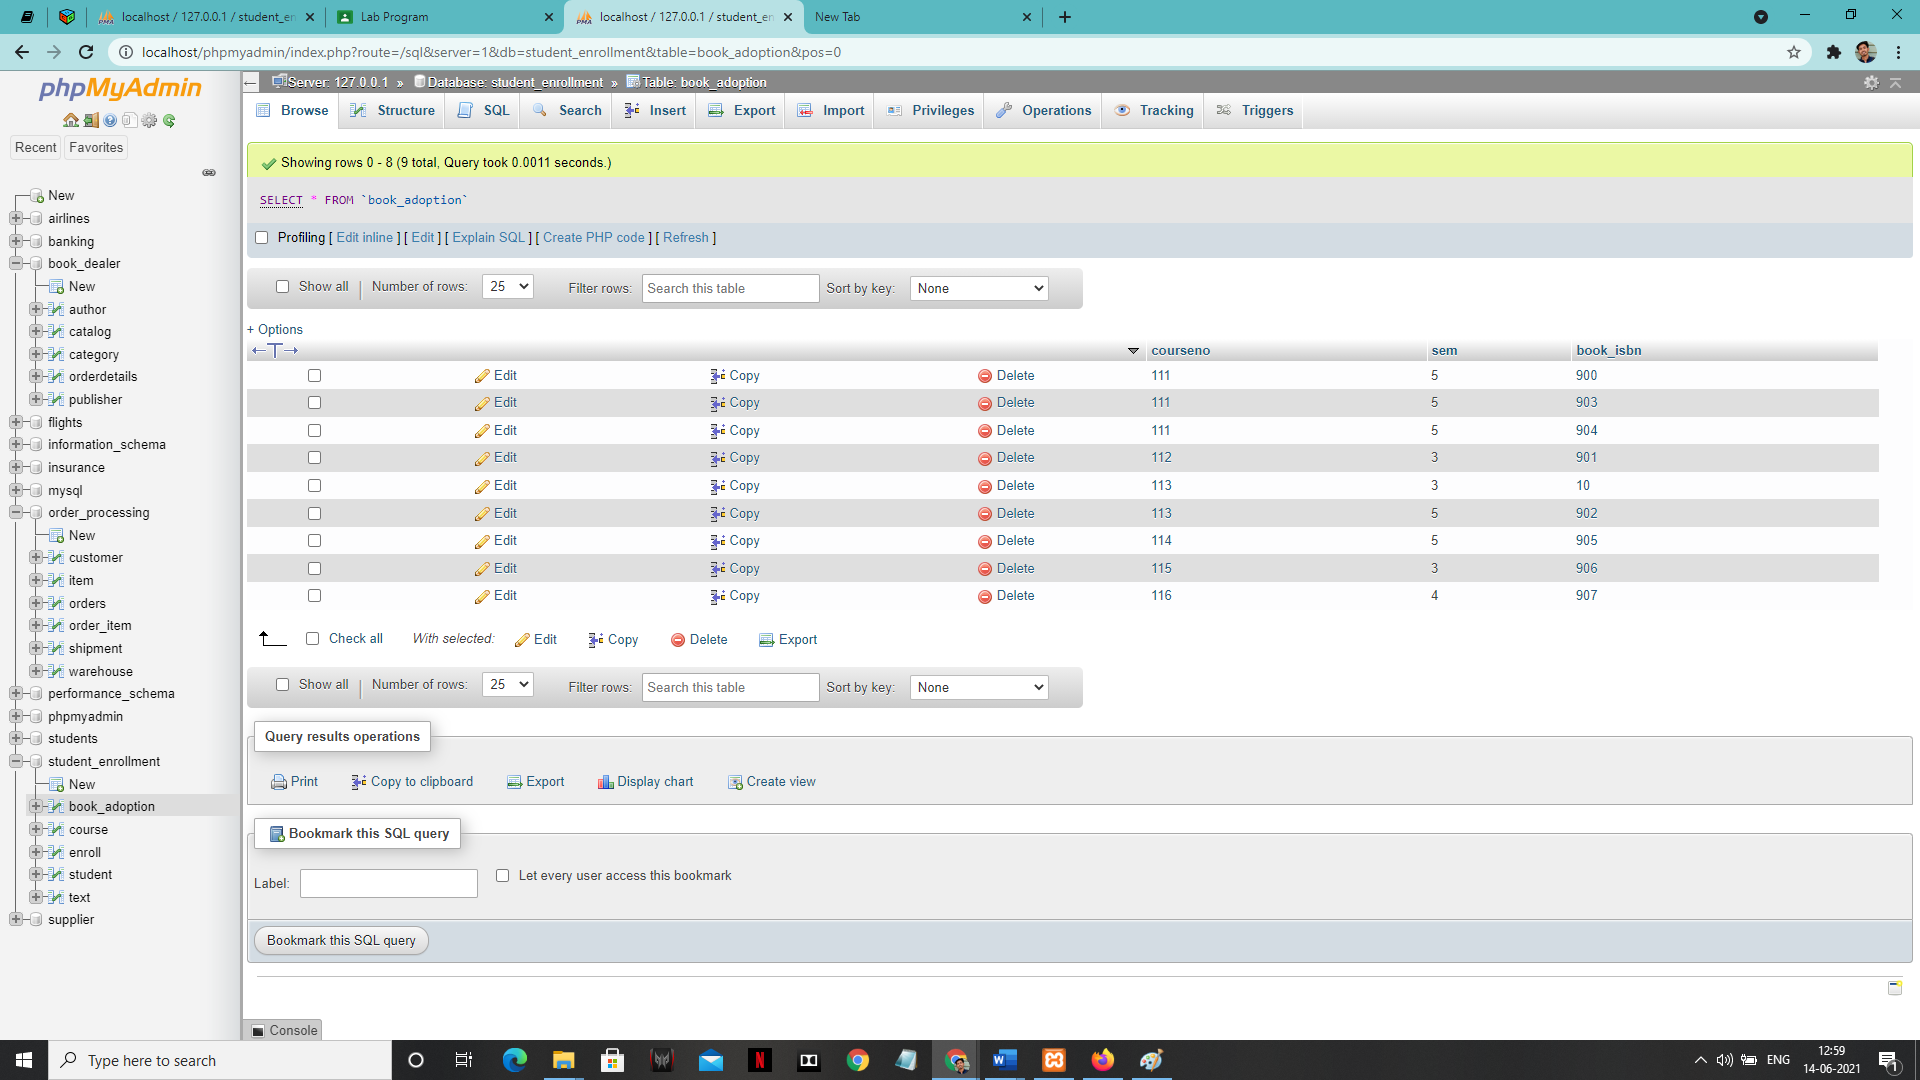 localhost / 127.0.0.1 / student_en
Lab Program
localhost / 127.0.0.1 / student_en
New Tab
localhost/phpmyadmin/index.php?route=/sql&server=1&db=student_enrollment&table=book_adoption&pos=0
phpMyAdmin
Recent Favorites
New
airlines
banking
book_dealer
New
author
catalog
category
orderdetails
publisher
flights
information_schema
insurance
mysql
order_processing
New
customer
item
orders
order_item
shipment
warehouse
performance_schema
phpmyadmin
students
student_enrollment
New
book_adoption
course
enroll
student
text
supplier
Server: 127.0.0.1 » Database: student_enrollment » Table: book_adoption
Browse Structure SQL Search Insert Export Import Privileges Operations Tracking Triggers
Showing rows 0 - 8 (9 total, Query took 0.0011 seconds.)
SELECT * FROM `book_adoption`
Profiling [ Edit inline ] [ Edit ] [ Explain SQL ] [ Create PHP code ] [ Refresh ]
Show all | Number of rows: 25 Filter rows: Search this table Sort by key: None
+ Options
←T→ courseno sem book_isbn
Edit Copy Delete 111 5 900
Edit Copy Delete 111 5 903
Edit Copy Delete 111 5 904
Edit Copy Delete 112 3 901
Edit Copy Delete 113 3 10
Edit Copy Delete 113 5 902
Edit Copy Delete 114 5 905
Edit Copy Delete 115 3 906
Edit Copy Delete 116 4 907
Check all With selected: Edit Copy Delete Export
Show all | Number of rows: 25 Filter rows: Search this table Sort by key: None
Query results operations
Print Copy to clipboard Export Display chart Create view
Bookmark this SQL query
Label: Let every user access this bookmark
Bookmark this SQL query
Console
Type here to search
ENG
12:59
14-06-2021
1